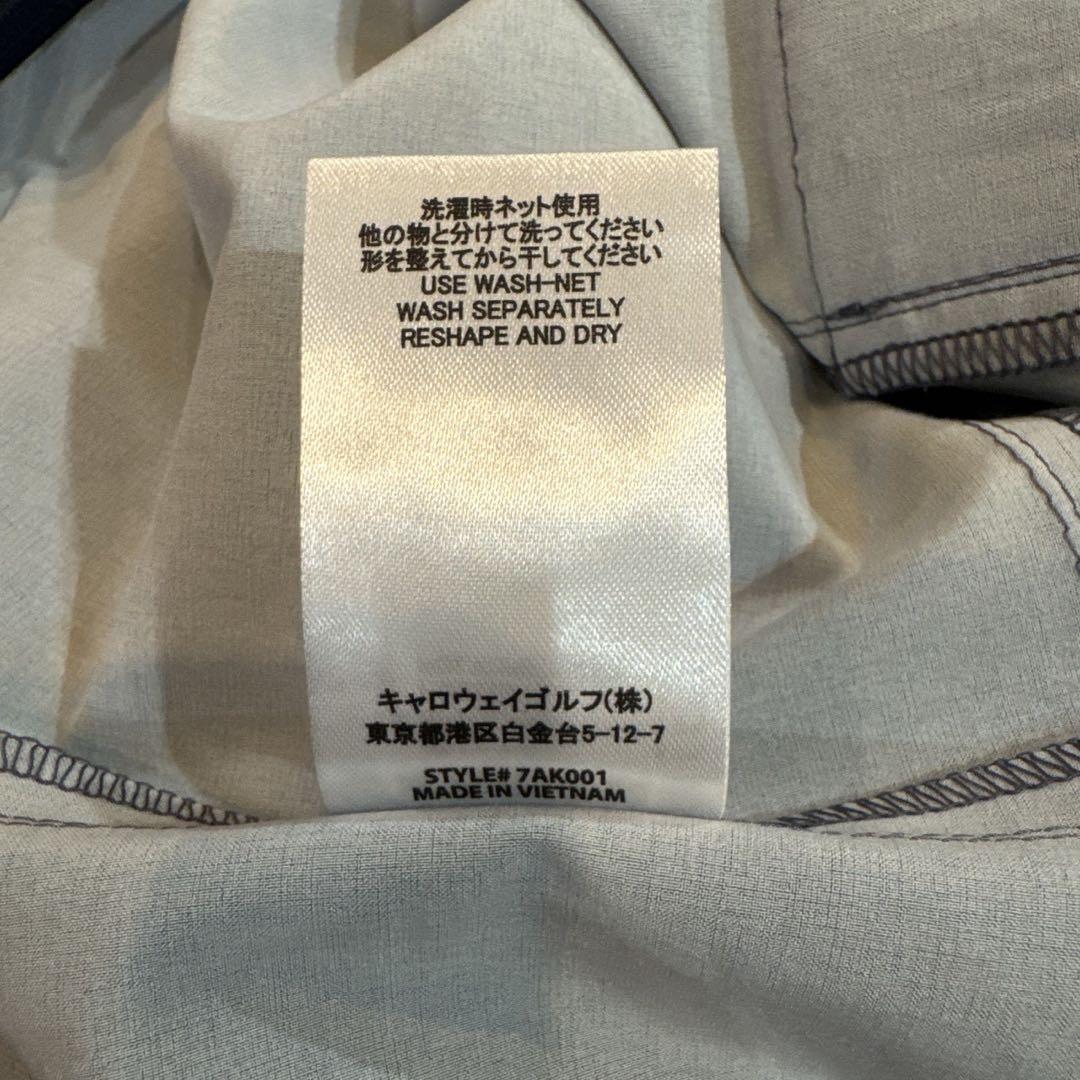 洗濯時ネット使用
他の物と分けて洗ってください
形を整えてから干してください
USE WASH-NET
WASH SEPARATELY
RESHAPE AND DRY
キャロウェイゴルフ(株)
東京都港区白金台5-12-7
STYLE# 7AK001
MADE IN VIETNAM